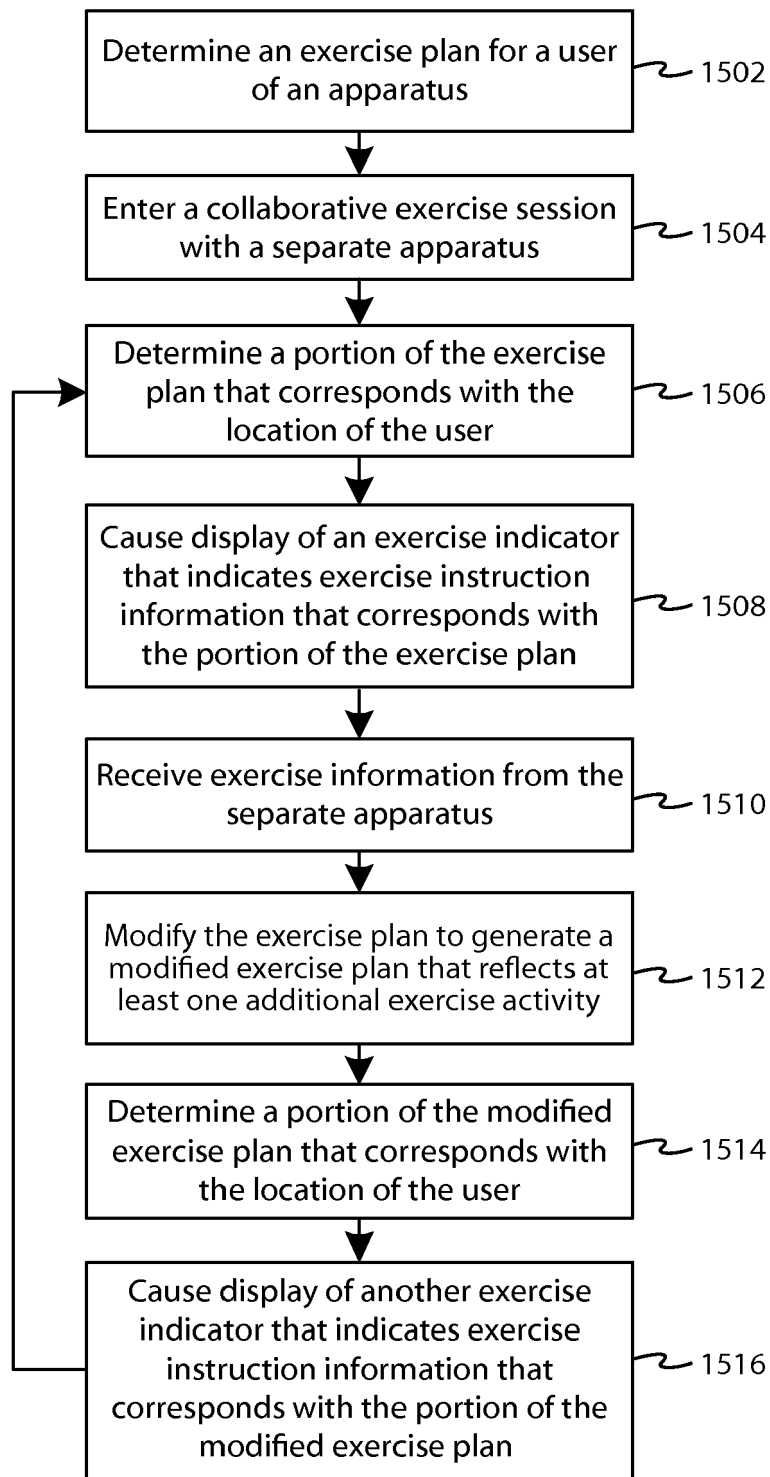 Determine an exercise plan for a user
of an apparatus
1502
Enter a collaborative exercise session
with a separate apparatus
1504
Determine a portion of the exercise
plan that corresponds with the
location of the user
1506
Cause display of an exercise indicator
that indicates exercise instruction
information that corresponds with
the portion of the exercise plan
1508
Receive exercise information from the
separate apparatus
1510
Modify the exercise plan to generate a
modified exercise plan that reflects at
least one additional exercise activity
1512
Determine a portion of the modified
exercise plan that corresponds with
the location of the user
1514
Cause display of another exercise
indicator that indicates exercise
instruction information that
corresponds with the portion of the
modified exercise plan
1516